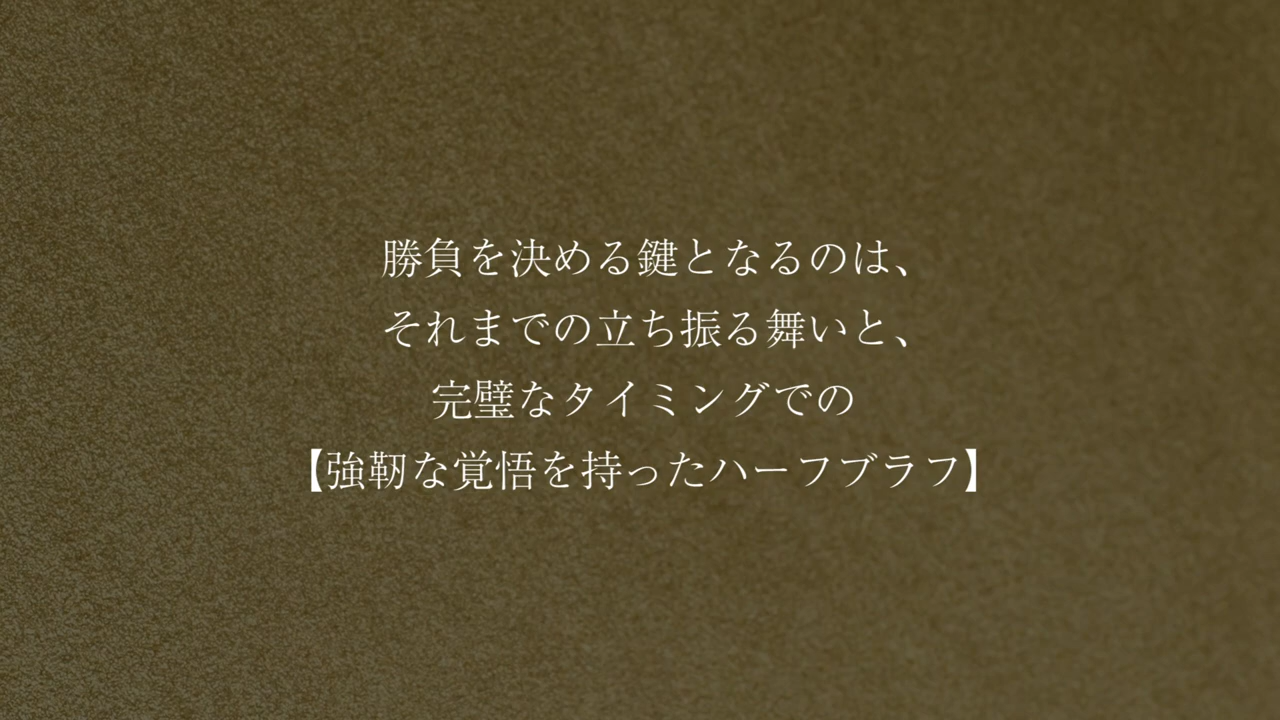 勝負を決める鍵となるのは、
それまでの立ち振る舞いと、
完璧なタイミングでの
【強靭な覚悟を持ったハーフブラフ】